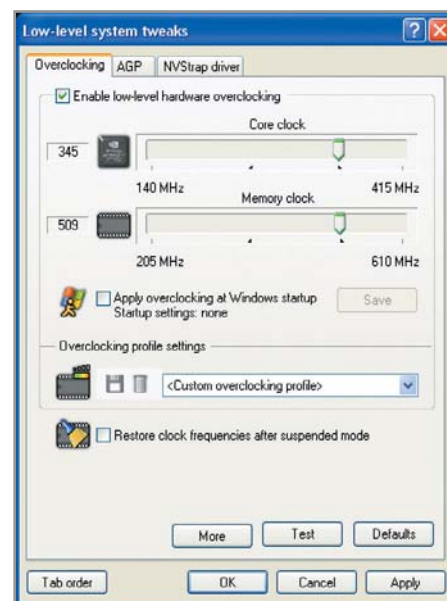 Low-level system tweaks
Overclocking AGP NVStrap driver
Enable low-level hardware overclocking
Core clock
345
140 MHz 415 MHz
Memory clock
509
205 MHz 610 MHz
Apply overclocking at Windows startup Save
Startup settings: none
Overclocking profile settings
<Custom overclocking profile>
Restore clock frequencies after suspended mode
More Test Defaults
Tab order OK Cancel Apply